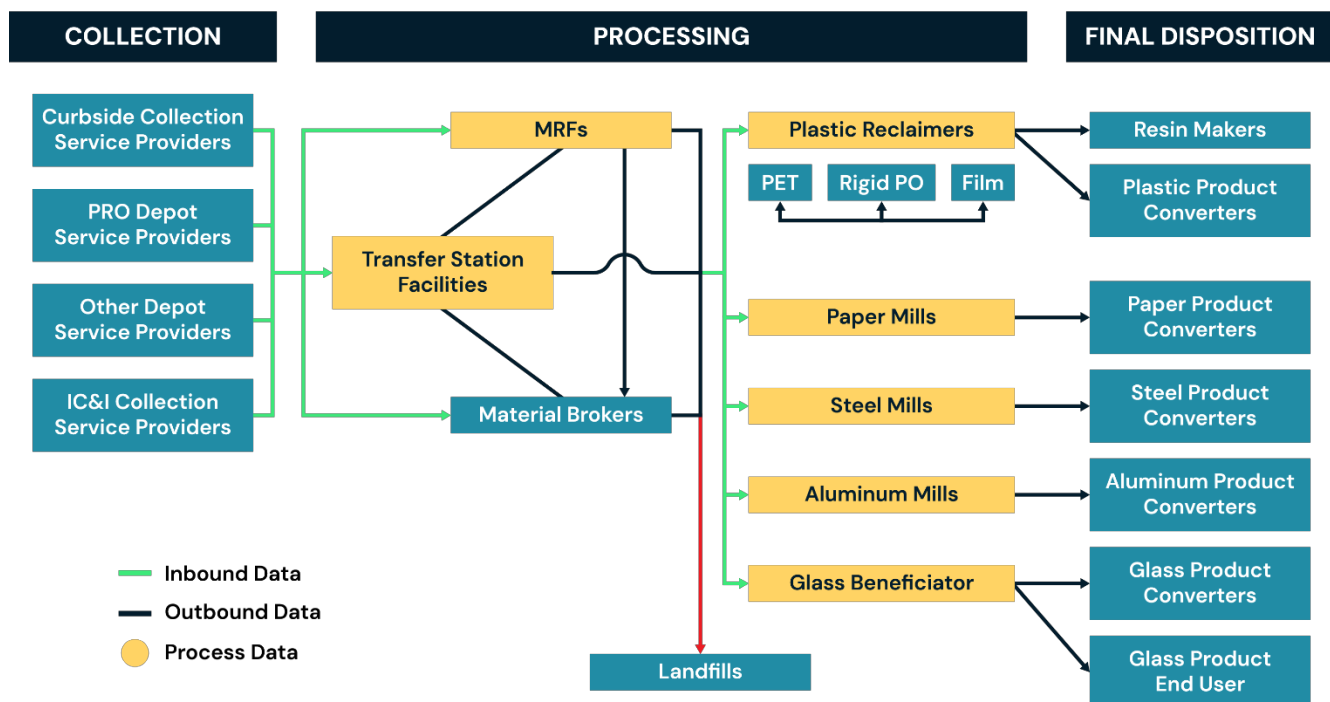 COLLECTION
PROCESSING
FINAL DISPOSITION
Curbside Collection
Service Providers
PRO Depot
Service Providers
Other Depot
Service Providers
IC&I Collection
Service Providers
MRFs
Transfer Station
Facilities
Material Brokers
Landfills
Plastic Reclaimers
PET
Rigid PO
Film
Paper Mills
Steel Mills
Aluminum Mills
Glass Beneficiator
Resin Makers
Plastic Product
Converters
Paper Product
Converters
Steel Product
Converters
Aluminum Product
Converters
Glass Product
Converters
Glass Product
End User
Inbound Data
Outbound Data
Process Data